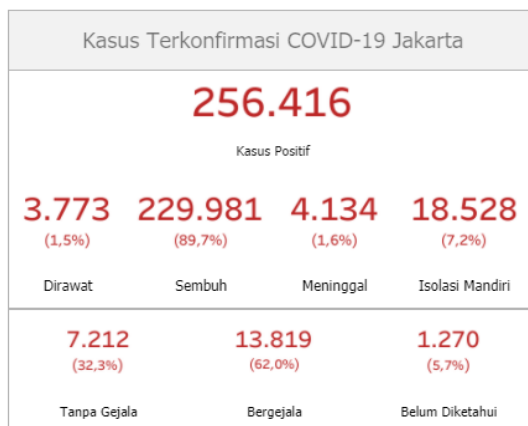 Kasus Terkonfirmasi COVID-19 Jakarta
256.416
Kasus Positif
3.773 229.981 4.134 18.528
(1,5%) (89,7%) (1,6%) (7,2%)
Dirawat Sembuh Meninggal Isolasi Mandiri
7.212 13.819 1.270
(32,3%) (62,0%) (5,7%)
Tanpa Gejala Bergejala Belum Diketahui